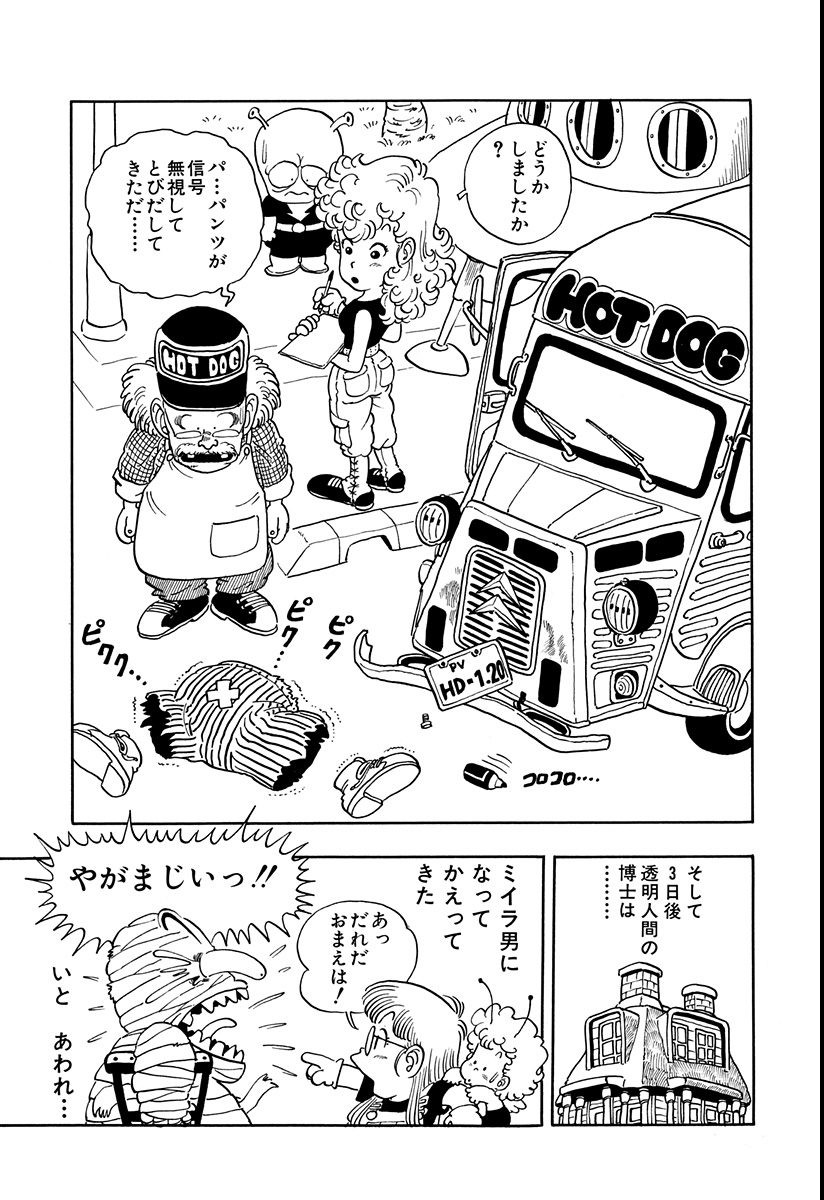 どうか
しましたか
?
パ…パンツが
信号
無視して
とびだして
きただ……
HOT DOG
HOT DOG
ピクク…
ピク…
ピク
PV
HD-1.20
コロコロ‥‥
そして
3日後
透明人間の
博士は
………
ミイラ男に
なって
かえって
きた
あっ
だれだ
おまえは!
やがまじいっ!!
いと あわれ…